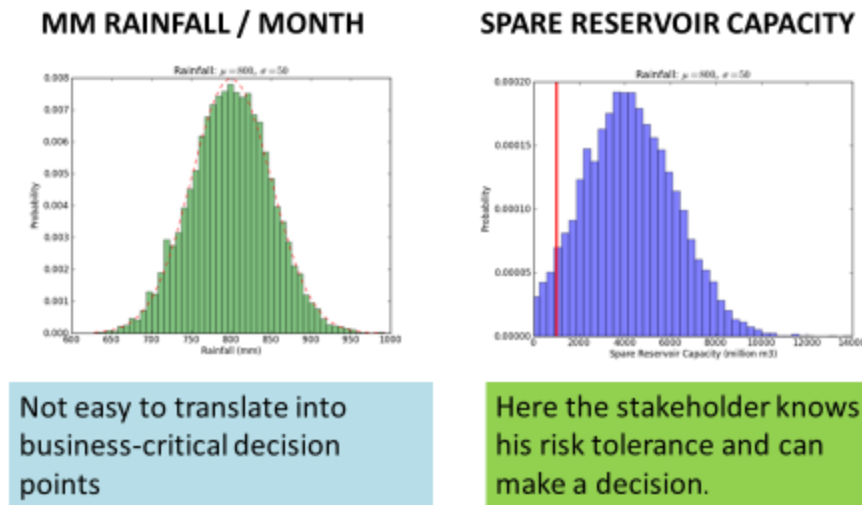 MM RAINFALL / MONTH
Rainfall: μ=800, σ=50
0.008
0.007
0.006
0.005
0.004
0.003
0.002
0.001
0.000
Probability
600 650 700 750 800 850 900 950 1000
Rainfall (mm)
Not easy to translate into
business-critical decision
points
SPARE RESERVOIR CAPACITY
Rainfall: μ=800, σ=50
0.00020
0.00015
0.00010
0.00005
0.00000
Probability
0 2000 4000 6000 8000 10000 12000 14000
Spare Reservoir Capacity (million m3)
Here the stakeholder knows
his risk tolerance and can
make a decision.